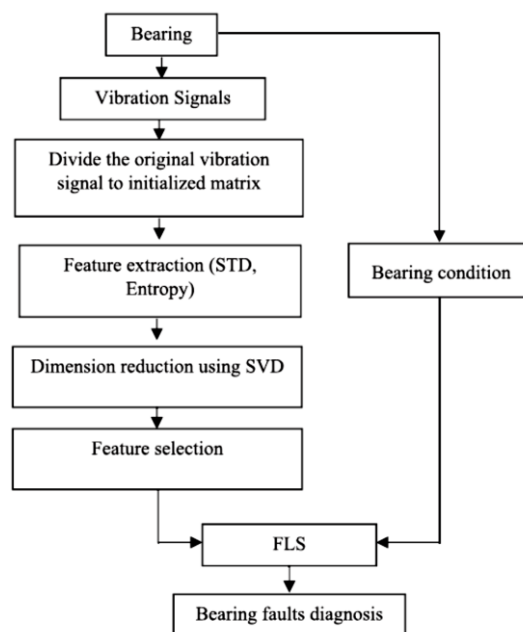 Bearing
Vibration Signals
Divide the original vibration
signal to initialized matrix
Feature extraction (STD,
Entropy)
Bearing condition
Dimension reduction using SVD
Feature selection
FLS
Bearing faults diagnosis